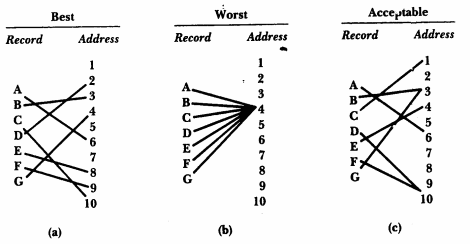 Best
Record Address
1
2
3
4
5
6
7
8
9
10
A
B
C
D
E
F
G
(a)
Worst
Record Address
1
2
3
4
5
6
7
8
9
10
A
B
C
D
E
F
G
(b)
Acceptable
Record Address
1
2
3
4
5
6
7
8
9
10
A
B
C
D
E
F
G
(c)